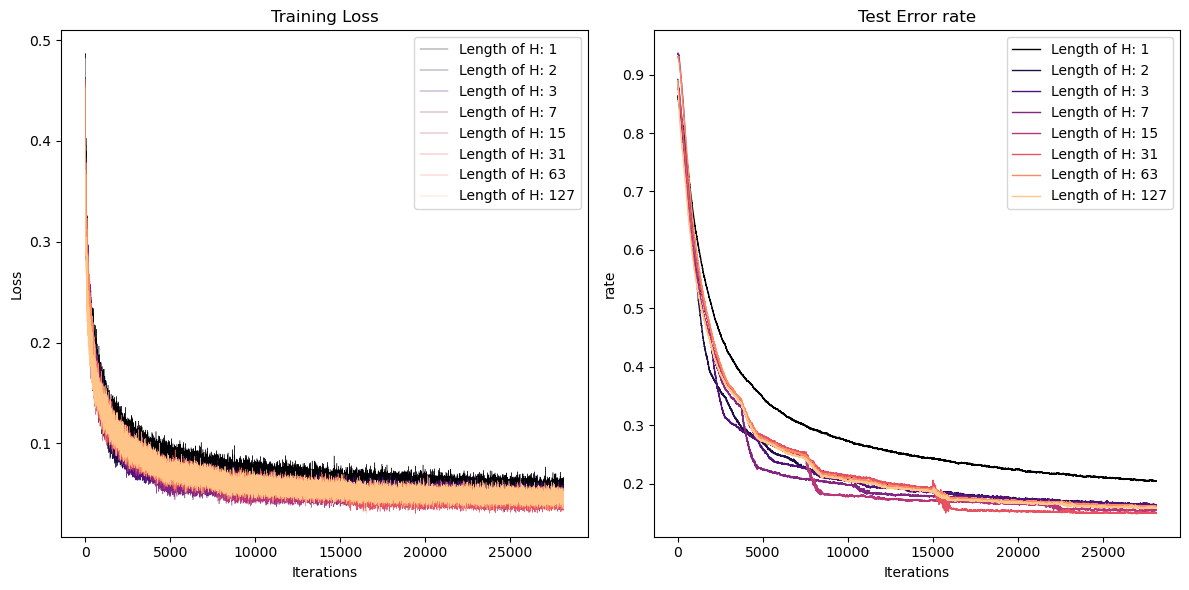 Training Loss
0.5
0.4
0.3
0.2
0.1
Loss
0
5000
10000
15000
20000
25000
Iterations
Length of H: 1
Length of H: 2
Length of H: 3
Length of H: 7
Length of H: 15
Length of H: 31
Length of H: 63
Length of H: 127
Test Error rate
0.9
0.8
0.7
0.6
0.5
0.4
0.3
0.2
rate
0
5000
10000
15000
20000
25000
Iterations
Length of H: 1
Length of H: 2
Length of H: 3
Length of H: 7
Length of H: 15
Length of H: 31
Length of H: 63
Length of H: 127